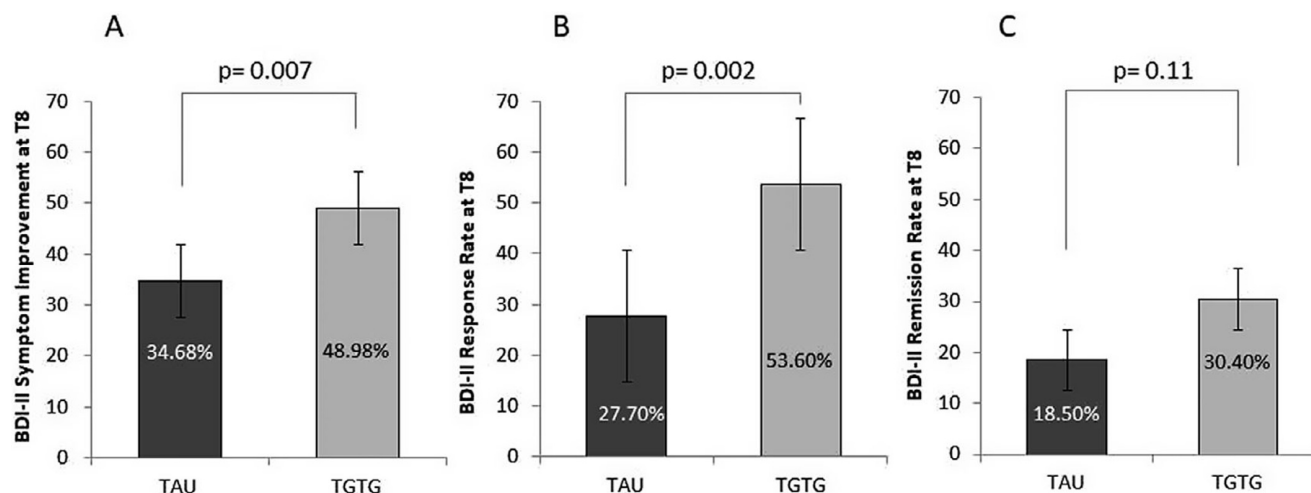 A
p= 0.007
BDI-II Symptom Improvement at T8
70
60
50
40
30
20
10
0
34.68%
48.98%
TAU
TGTG
B
p= 0.002
BDI-II Response Rate at T8
70
60
50
40
30
20
10
0
27.70%
53.60%
TAU
TGTG
C
p= 0.11
BDI-II Remission Rate at T8
70
60
50
40
30
20
10
0
18.50%
30.40%
TAU
TGTG